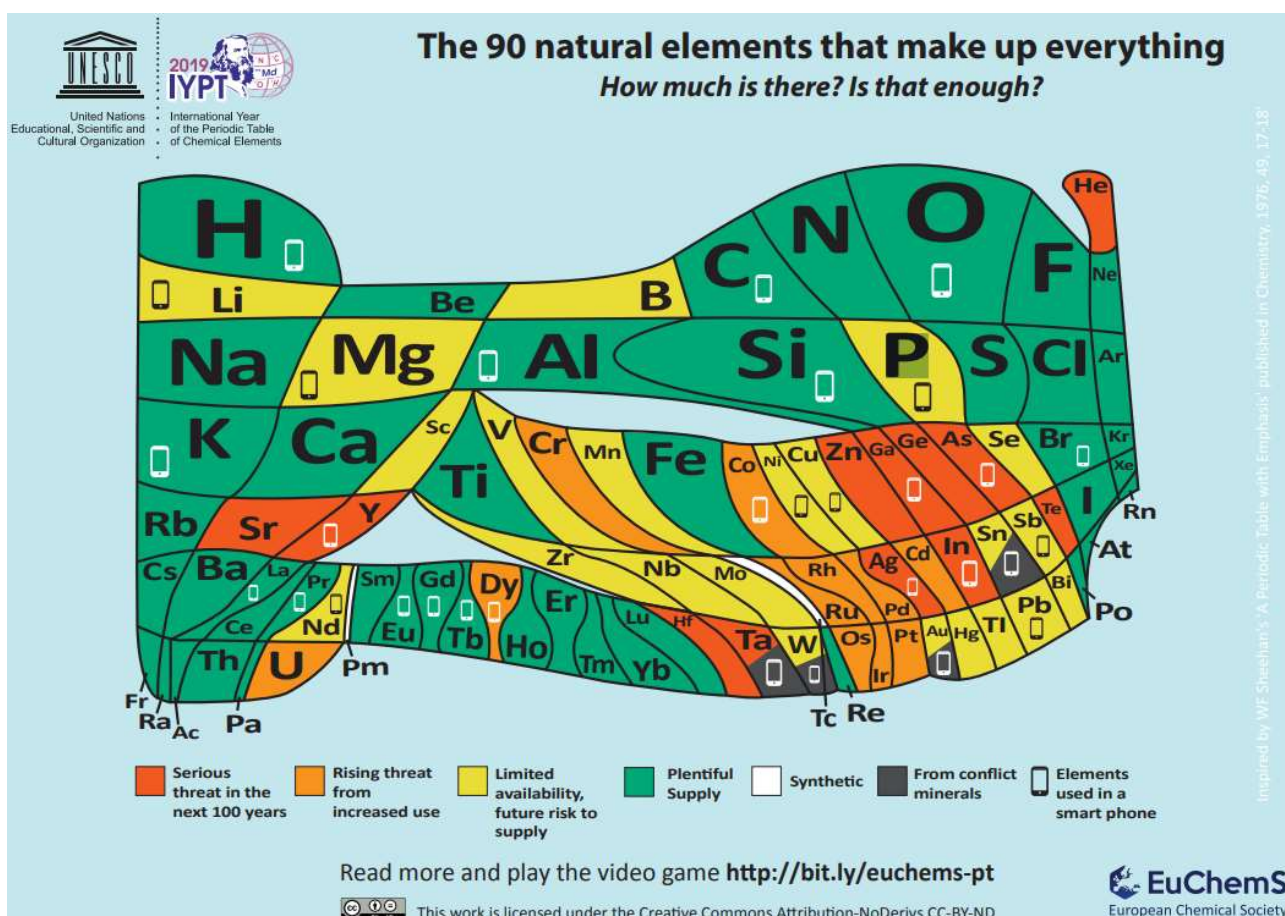 The 90 natural elements that make up everything
How much is there? Is that enough?
UNESCO
2019
IYPT
N C
Md
O H
United Nations
Educational, Scientific and
Cultural Organization
International Year
of the Periodic Table
of Chemical Elements
H
He
Li
Be
B
C
N
O
F
Ne
Na
Mg
Al
Si
P
S
Cl
Ar
K
Ca
Sc
Ti
V
Cr
Mn
Fe
Co
Ni
Cu
Zn
Ga
Ge
As
Se
Br
Kr
Rb
Sr
Y
Zr
Nb
Mo
Tc
Ru
Rh
Pd
Ag
Cd
In
Sn
Sb
Te
I
Xe
Cs
Ba
La
Ce
Pr
Nd
Pm
Sm
Eu
Gd
Tb
Dy
Ho
Er
Tm
Yb
Lu
Hf
Ta
W
Re
Os
Ir
Pt
Au
Hg
Tl
Pb
Bi
Po
At
Rn
Fr
Ra
Ac
Th
Pa
U
Serious
threat in the
next 100 years
Rising threat
from
increased use
Limited
availability,
future risk to
supply
Plentiful
Supply
Synthetic
From conflict
minerals
Elements
used in a
smart phone
Read more and play the video game http://bit.ly/euchems-pt
This work is licensed under the Creative Commons Attribution-NoDerivs CC-BY-ND
EuChemS
European Chemical Society
Inspired by WF Sheehan's 'A Periodic Table with Emphasis' published in Chemistry, 1976, 49, 17-18'